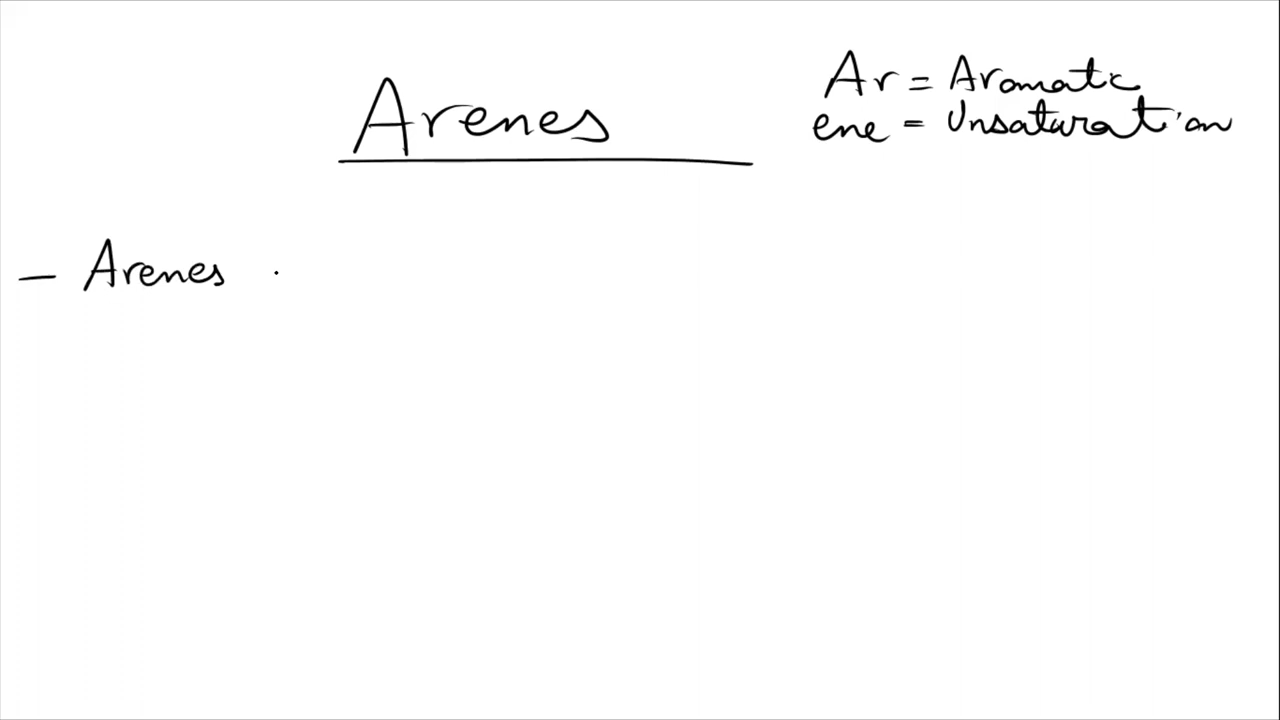 Arenes
Ar = Aromatic
ene = Unsaturation
— Arenes